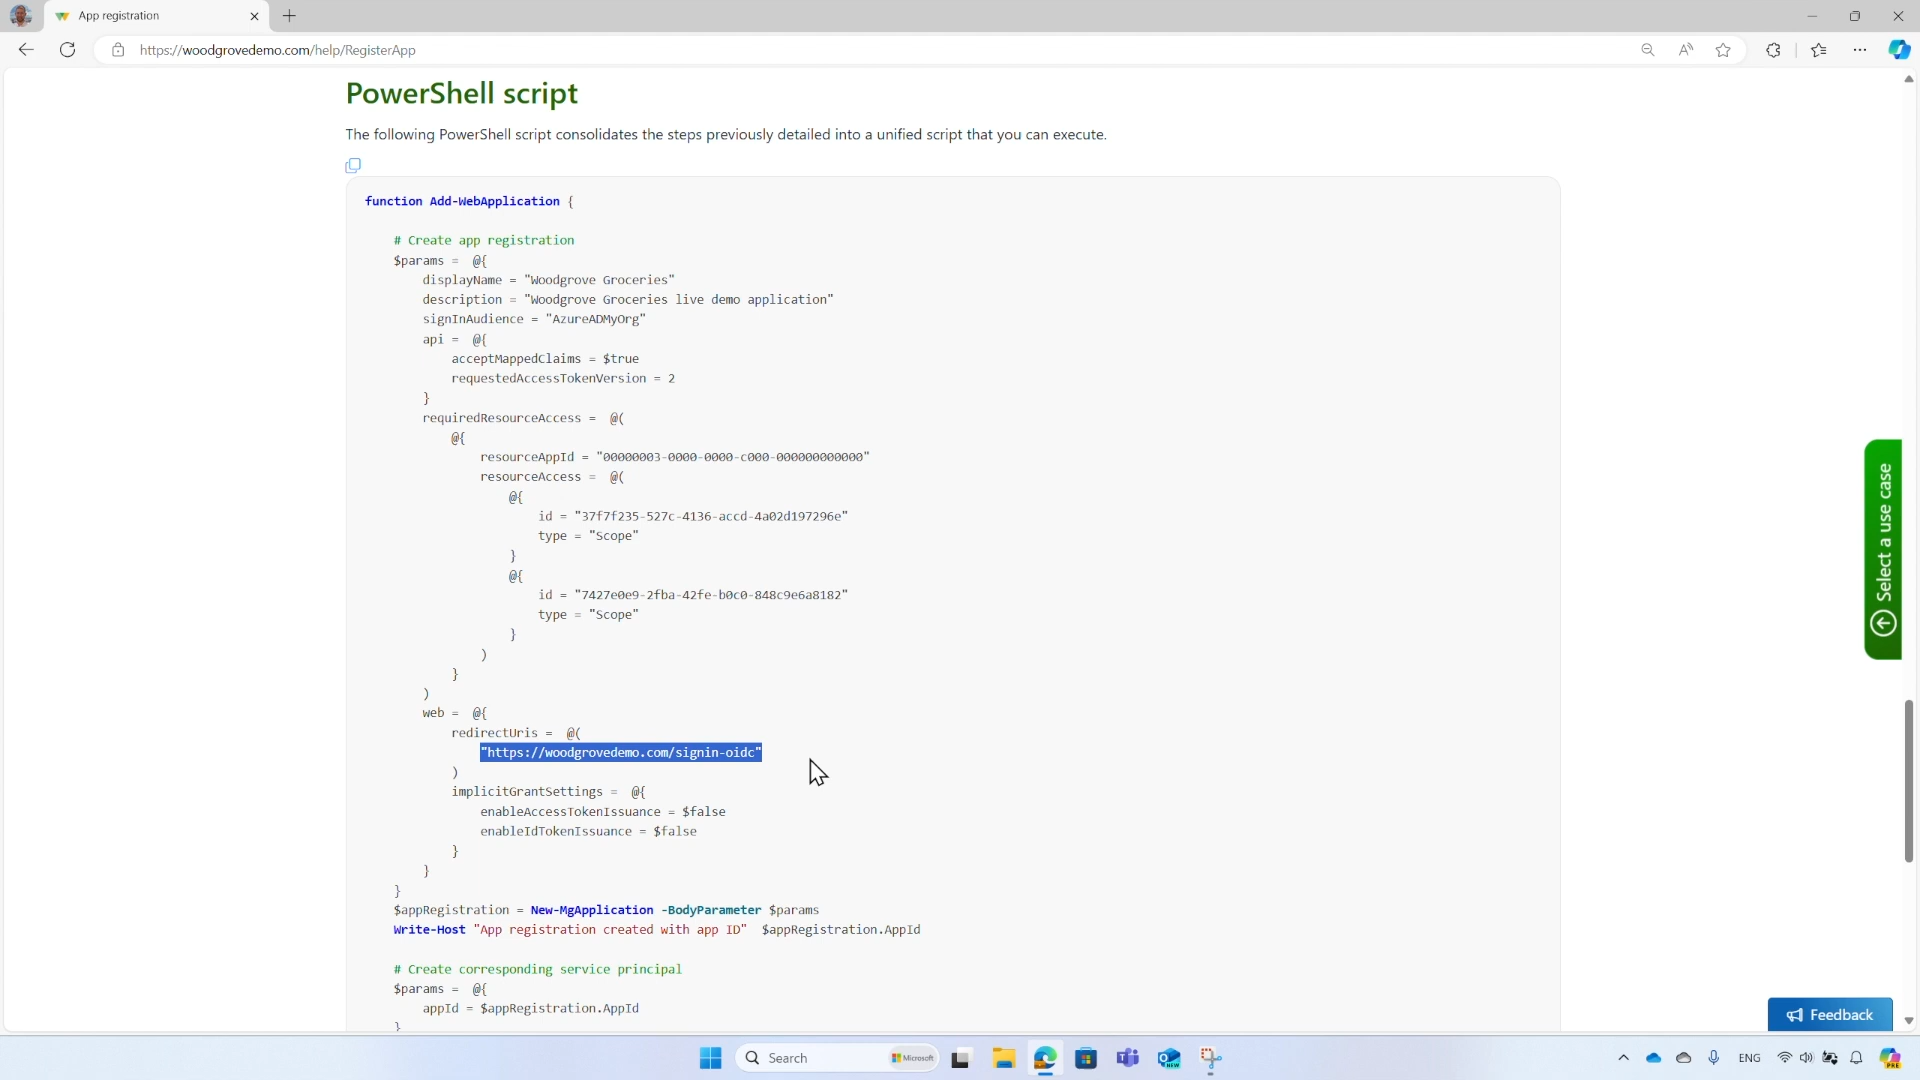 App registration
https://woodgrovedemo.com/help/RegisterApp
PowerShell script
The following PowerShell script consolidates the steps previously detailed into a unified script that you can execute.
function Add-WebApplication {
# Create app registration
$params = @{
displayName = "Woodgrove Groceries"
description = "Woodgrove Groceries live demo application"
signInAudience = "AzureADMyOrg"
api = @{
acceptMappedClaims = $true
requestedAccessTokenVersion = 2
}
requiredResourceAccess = @(
@{
resourceAppId = "00000003-0000-0000-c000-000000000000"
resourceAccess = @(
@{
id = "37f7f235-527c-4136-accd-4a02d197296e"
type = "Scope"
}
@{
id = "7427e0e9-2fba-42fe-b0c0-848c9e6a8182"
type = "Scope"
}
)
}
)
web = @{
redirectUris = @(
"https://woodgrovedemo.com/signin-oidc"
)
implicitGrantSettings = @{
enableAccessTokenIssuance = $false
enableIdTokenIssuance = $false
}
}
}
$appRegistration = New-MgApplication -BodyParameter $params
Write-Host "App registration created with app ID" $appRegistration.AppId
# Create corresponding service principal
$params = @{
appId = $appRegistration.AppId
}
Select a use case
Feedback
Search
Microsoft
NEW
ENG
PRE